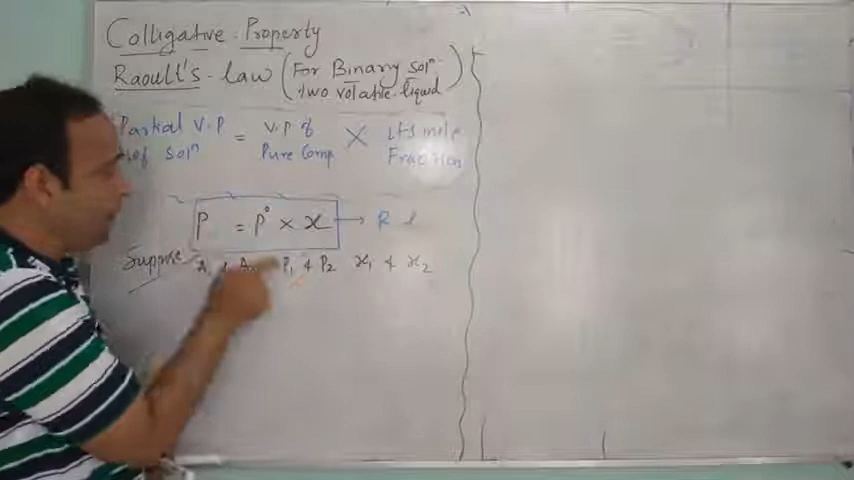 Colligative Property
Raoult's law (For Binary solⁿ
two volatile liquid)
Partial V.P = V.P of × Its mole
of solⁿ Pure Comp Fraction
P = P° × x → R l
Suppose P₁ & P₂ x₁ & x₂